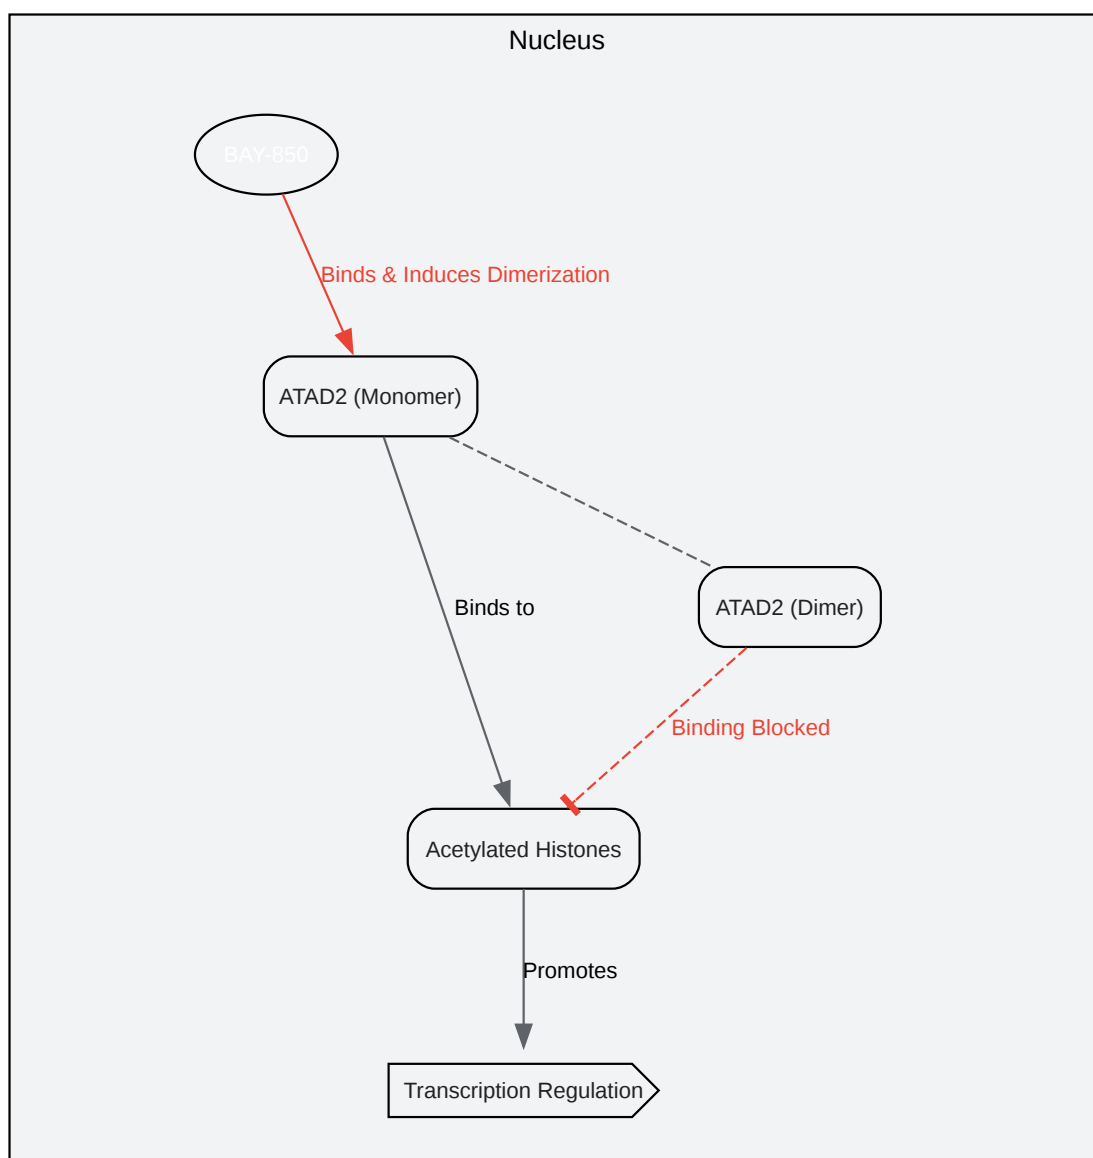 Nucleus
BAY-850
Binds & Induces Dimerization
ATAD2 (Monomer)
Binds to
ATAD2 (Dimer)
Binding Blocked
Acetylated Histones
Promotes
Transcription Regulation